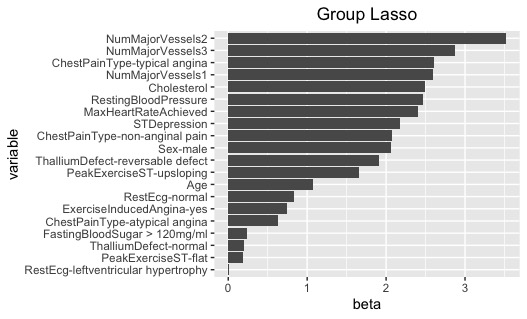 Group Lasso
variable
NumMajorVessels2
NumMajorVessels3
ChestPainType-typical angina
NumMajorVessels1
Cholesterol
RestingBloodPressure
MaxHeartRateAchieved
STDepression
ChestPainType-non-anginal pain
Sex-male
ThalliumDefect-reversable defect
PeakExerciseST-upsloping
Age
RestEcg-normal
ExerciseInducedAngina-yes
ChestPainType-atypical angina
FastingBloodSugar > 120mg/ml
ThalliumDefect-normal
PeakExerciseST-flat
RestEcg-leftventricular hypertrophy
0 1 2 3
beta